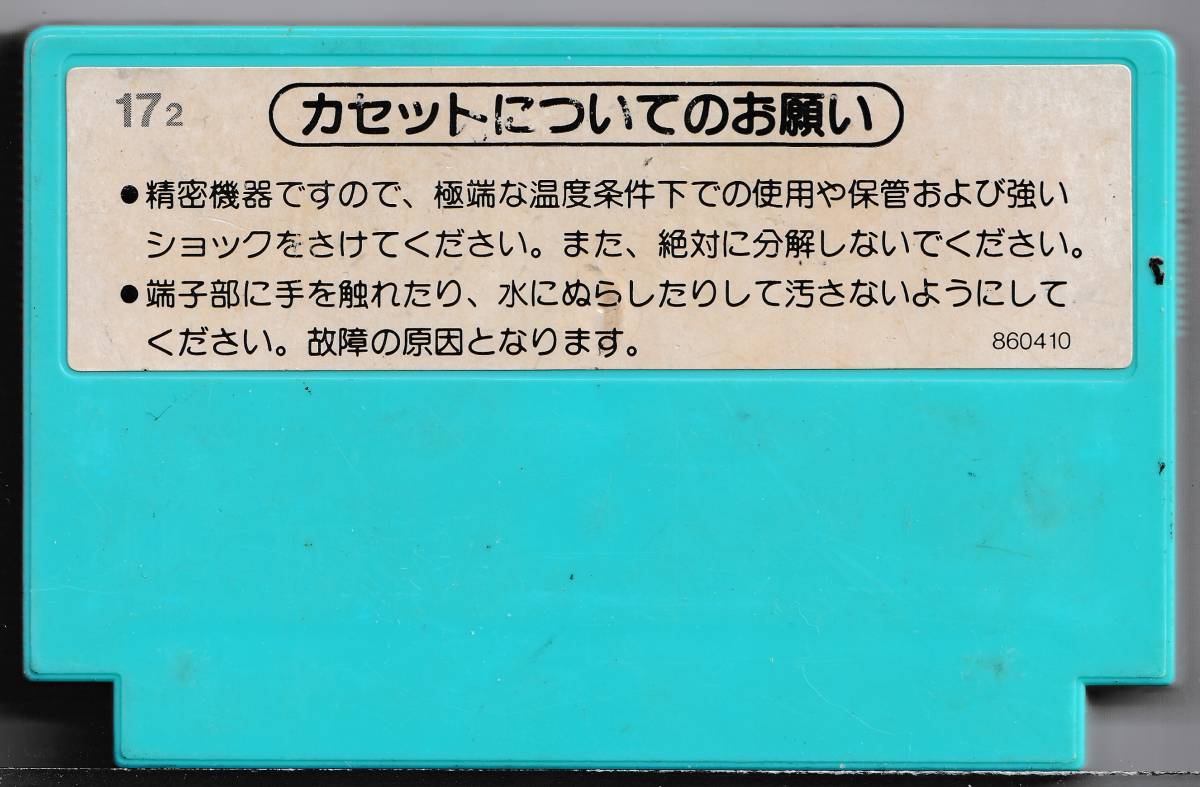 172
カセットについてのお願い
●精密機器ですので、極端な温度条件下での使用や保管および強い
ショックをさけてください。また、絶対に分解しないでください。
●端子部に手を触れたり、水にぬらしたりして汚さないようにして
ください。故障の原因となります。
860410